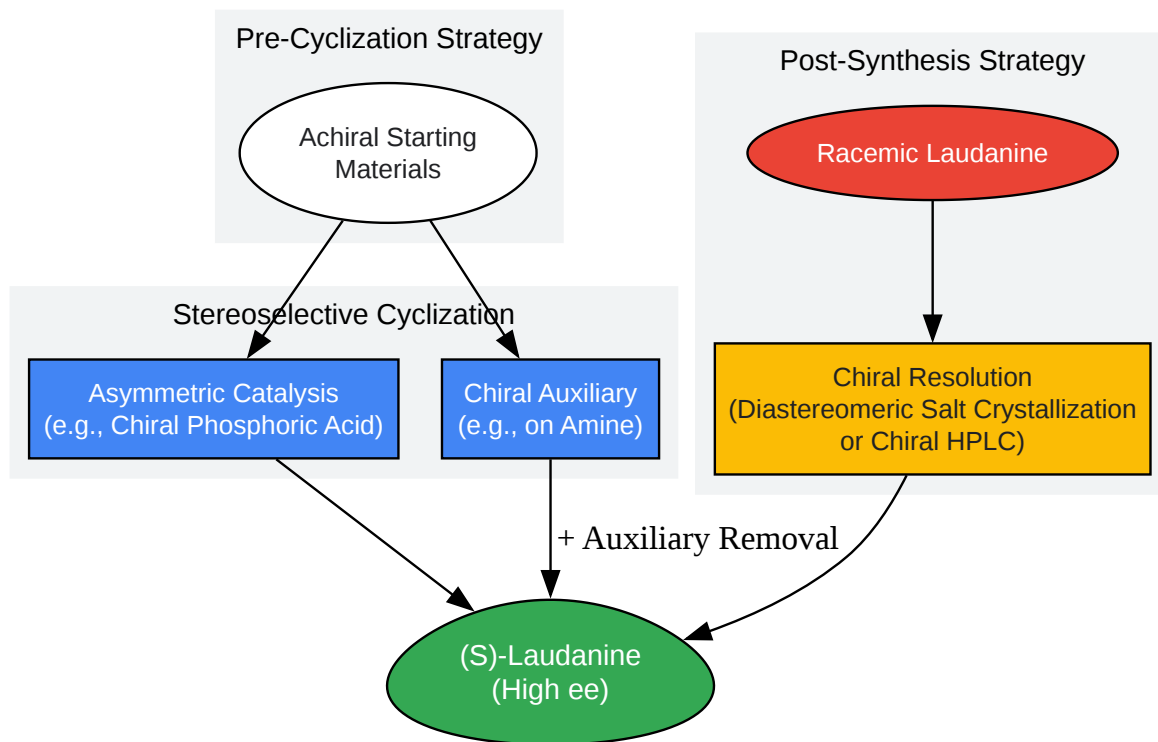 Pre-Cyclization Strategy
Achiral Starting
Materials
Post-Synthesis Strategy
Racemic Laudanine
Stereoselective Cyclization
Asymmetric Catalysis
(e.g., Chiral Phosphoric Acid)
Chiral Auxiliary
(e.g., on Amine)
Chiral Resolution
(Diastereomeric Salt Crystallization
or Chiral HPLC)
+ Auxiliary Removal
(S)-Laudanine
(High ee)